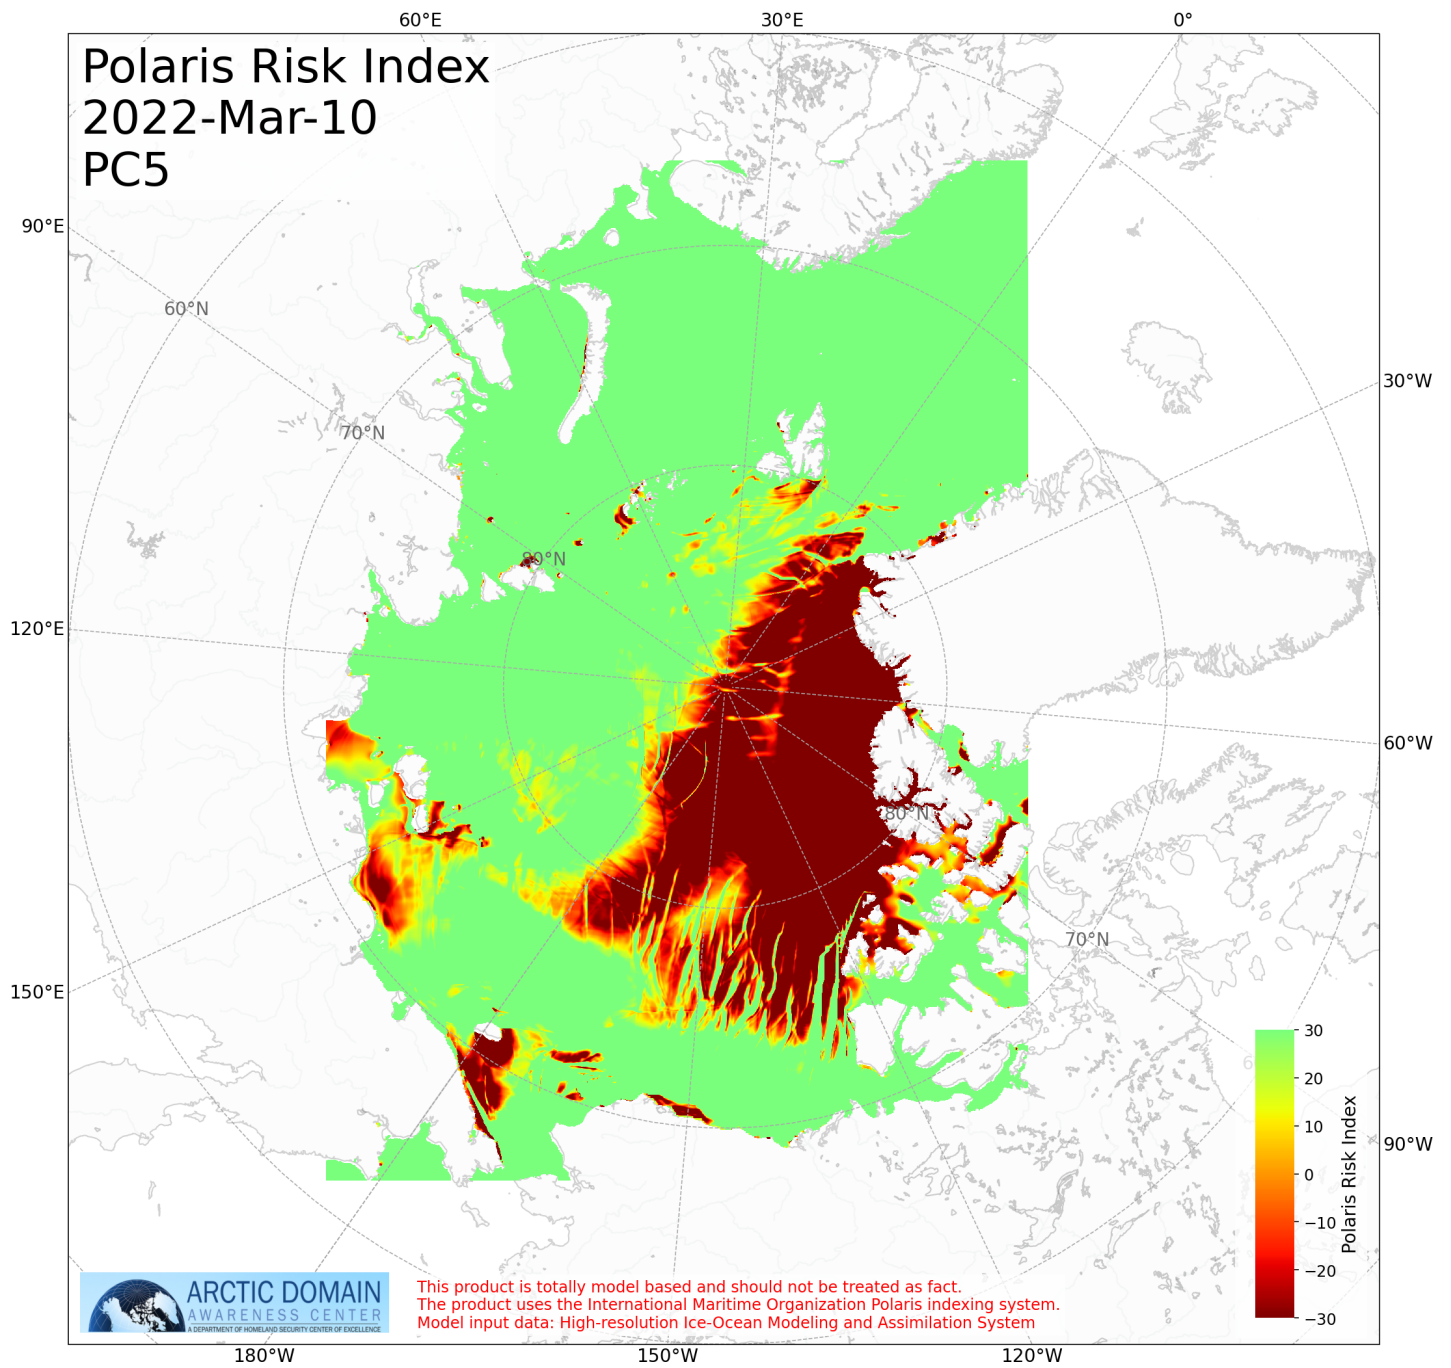 60°E 30°E 0°
Polaris Risk Index
2022-Mar-10
PC5
90°E
60°N
30°W
70°N
80°N
120°E
60°W
80°N
70°N
150°E
30
20
10
0
−10
−20
−30
Polaris Risk Index
90°W
ARCTIC DOMAIN
AWARENESS CENTER
A DEPARTMENT OF HOMELAND SECURITY CENTER OF EXCELLENCE
This product is totally model based and should not be treated as fact.
The product uses the International Maritime Organization Polaris indexing system.
Model input data: High-resolution Ice-Ocean Modeling and Assimilation System
180°W 150°W 120°W